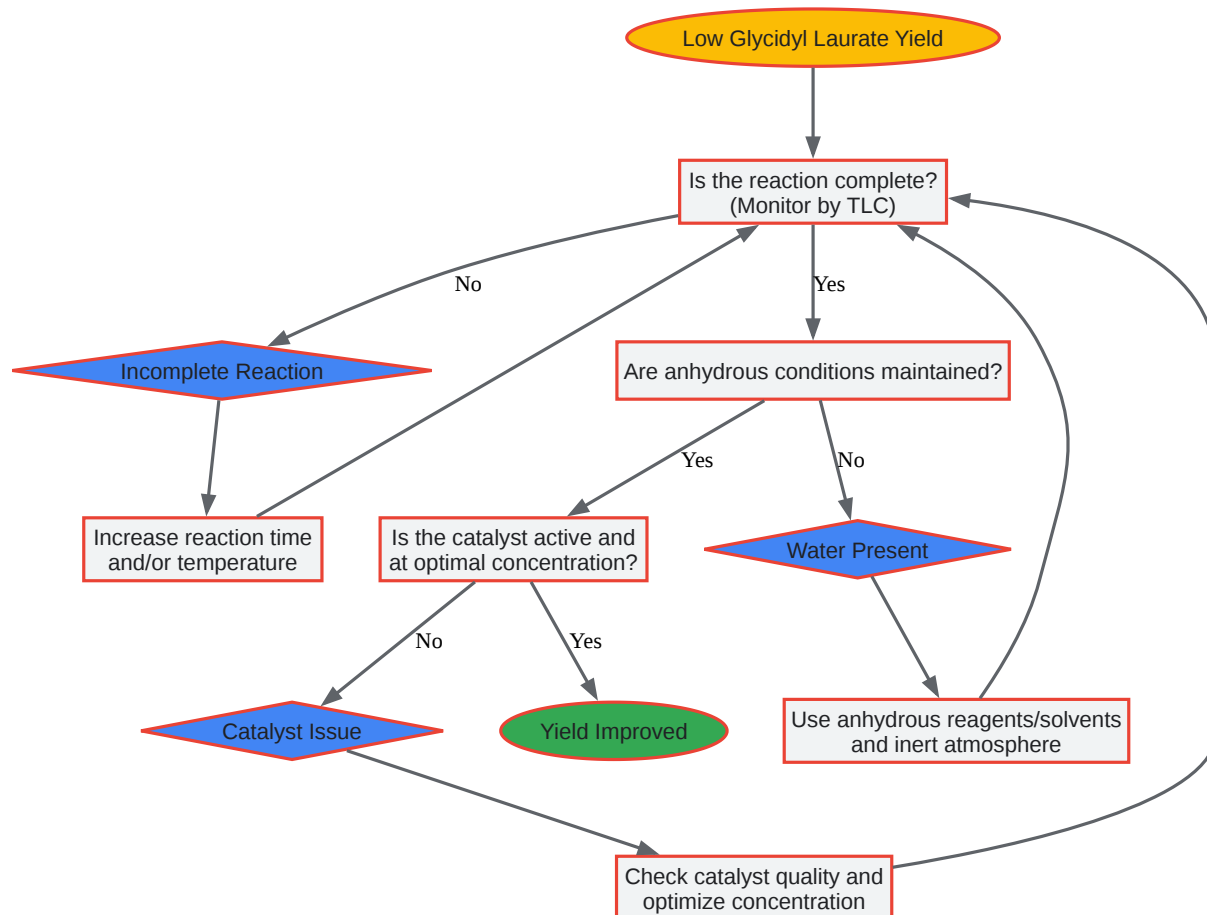 Low Glycidyl Laurate Yield
Is the reaction complete?
(Monitor by TLC)
No
Yes
Incomplete Reaction
Are anhydrous conditions maintained?
Yes
No
Increase reaction time
and/or temperature
Is the catalyst active and
at optimal concentration?
Water Present
No
Yes
Catalyst Issue
Yield Improved
Use anhydrous reagents/solvents
and inert atmosphere
Check catalyst quality and
optimize concentration